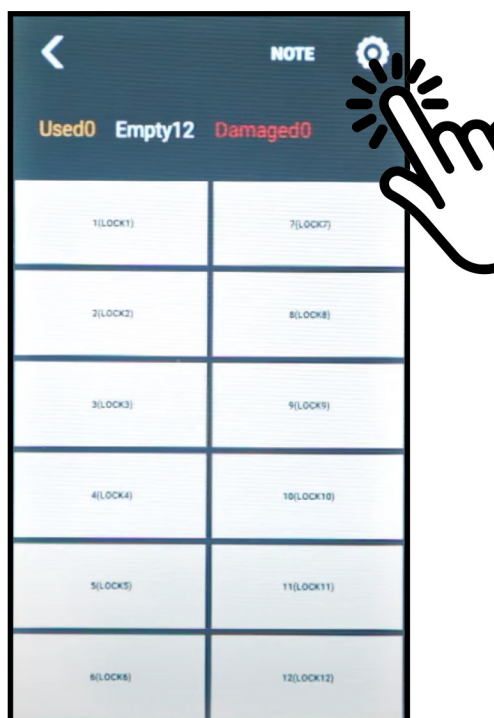 NOTE
Used0 Empty12 Damaged0
1(LOCK1) 7(LOCK7)
2(LOCK2) 8(LOCK8)
3(LOCK3) 9(LOCK9)
4(LOCK4) 10(LOCK10)
5(LOCK5) 11(LOCK11)
6(LOCK6) 12(LOCK12)